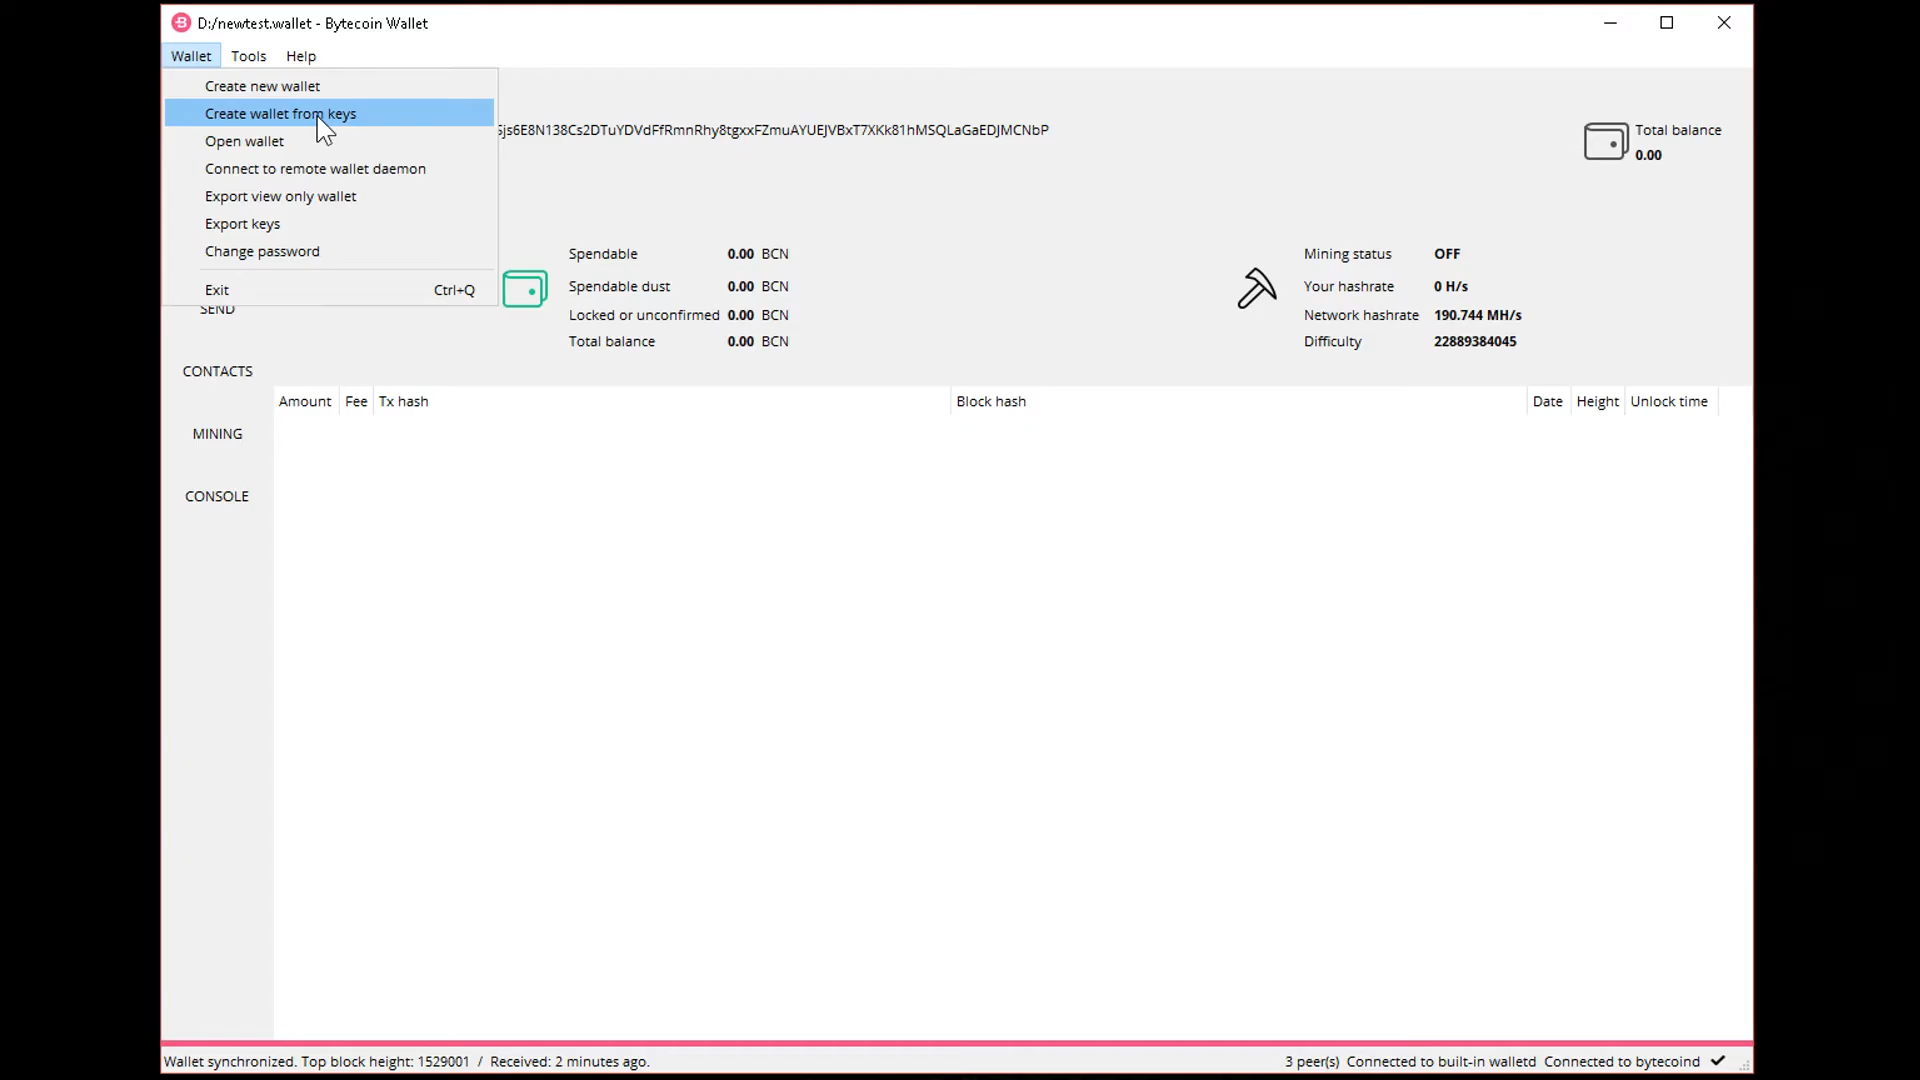 D:/newtest.wallet - Bytecoin Wallet
Wallet Tools Help
Create new wallet
Create wallet from keys
Open wallet
Connect to remote wallet daemon
Export view only wallet
Export keys
Change password
Exit Ctrl+Q
js6E8N138Cs2DTuYDVdFfRmnRhy8tgxxFZmuAYUEJVBxT7XKk81hMSQLaGaEDJMCNbP
Total balance
0.00
Spendable 0.00 BCN
Spendable dust 0.00 BCN
Locked or unconfirmed 0.00 BCN
Total balance 0.00 BCN
Mining status OFF
Your hashrate 0 H/s
Network hashrate 190.744 MH/s
Difficulty 22889384045
SEND
CONTACTS
MINING
CONSOLE
Amount Fee Tx hash Block hash Date Height Unlock time
Wallet synchronized. Top block height: 1529001 / Received: 2 minutes ago.
3 peer(s) Connected to built-in walletd Connected to bytecoind